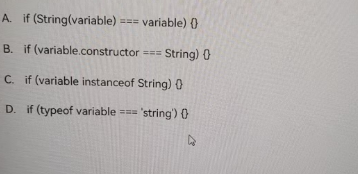 A. if (String(variable) === variable) {}
B. if (variable.constructor === String) {}
C. if (variable instanceof String) {}
D. if (typeof variable === 'string') {}